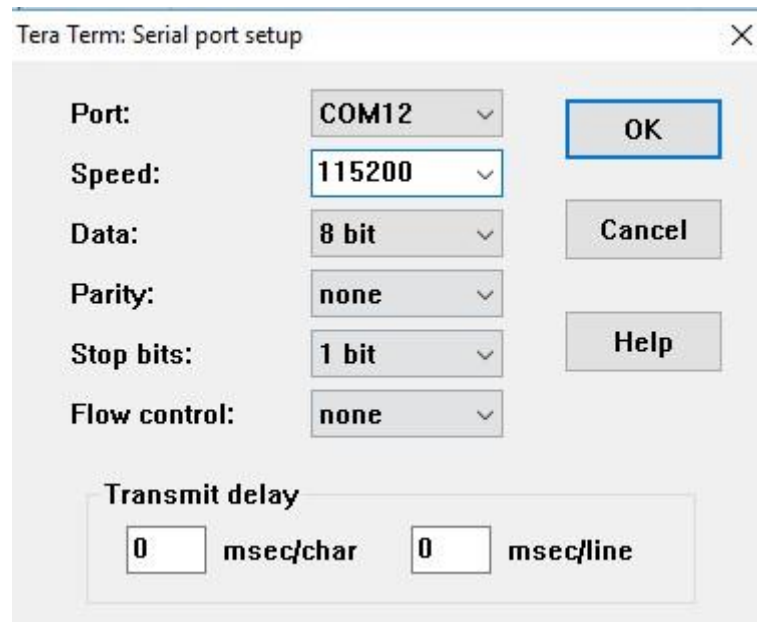 Tera Term: Serial port setup
Port: COM12
OK
Speed: 115200
Data: 8 bit
Cancel
Parity: none
Stop bits: 1 bit
Help
Flow control: none
Transmit delay
0 msec/char 0 msec/line